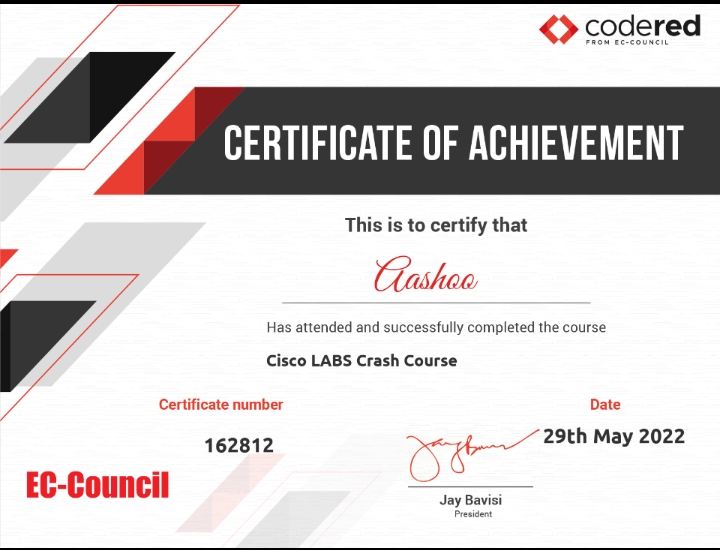 codered
FROM EC-COUNCIL
CERTIFICATE OF ACHIEVEMENT
This is to certify that
Aashoo
Has attended and successfully completed the course
Cisco LABS Crash Course
Certificate number
Date
162812
29th May 2022
EC-Council
Jay Bavisi
President